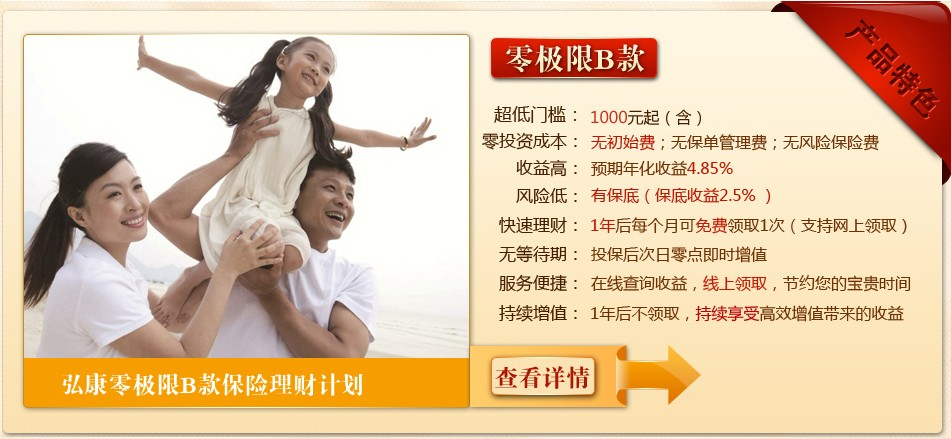 产品特色
零极限B款
超低门槛：1000元起（含）
零投资成本：无初始费；无保单管理费；无风险保险费
收益高：预期年化收益4.85%
风险低：有保底（保底收益2.5% ）
快速理财：1年后每个月可免费领取1次（支持网上领取）
无等待期：投保后次日零点即时增值
服务便捷：在线查询收益，线上领取，节约您的宝贵时间
持续增值：1年后不领取，持续享受高效增值带来的收益
弘康零极限B款保险理财计划
查看详情